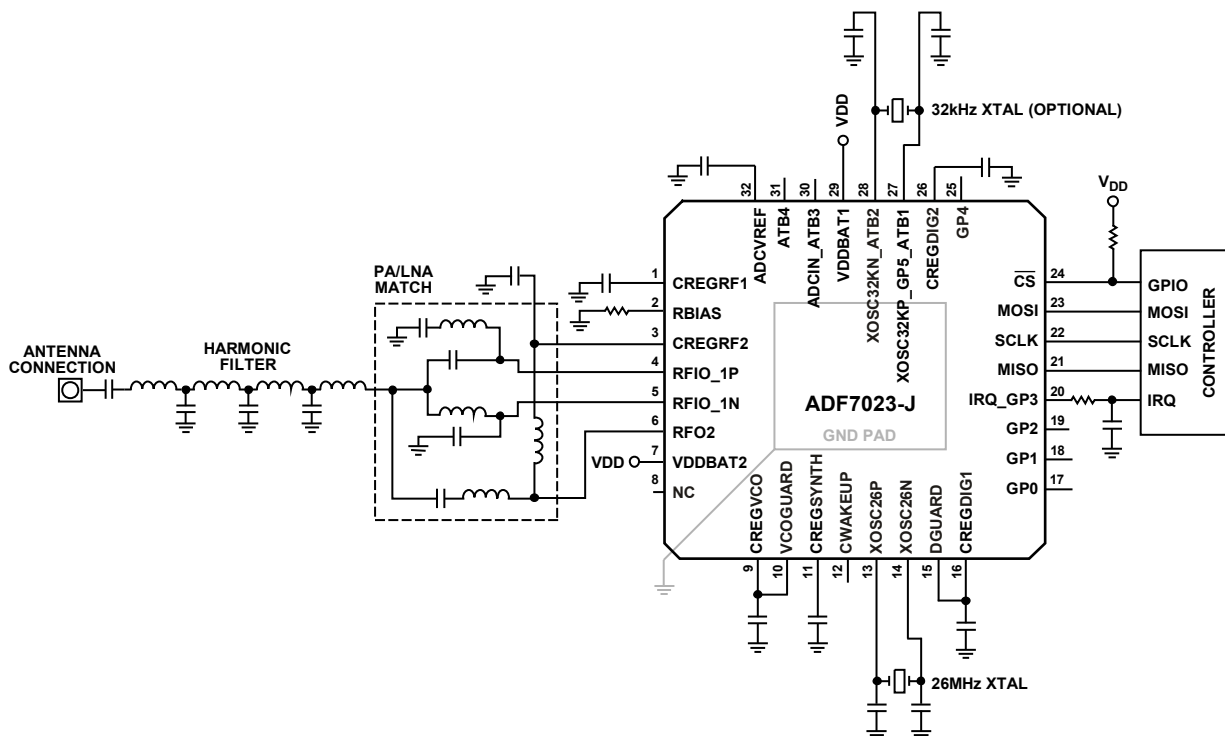 32kHz XTAL (OPTIONAL)
VDD
32
31
30
29
28
27
26
25
ADCVREF
ATB4
ADCIN_ATB3
VDDBAT1
XOSC32KN_ATB2
XOSC32KP_GP5_ATB1
CREGDIG2
GP4
VDD
PA/LNA
MATCH
ANTENNA
CONNECTION
HARMONIC
FILTER
1 CREGRF1
2 RBIAS
3 CREGRF2
4 RFIO_1P
5 RFIO_1N
6 RFO2
VDD 7 VDDBAT2
8 NC
ADF7023-J
GND PAD
CS 24 GPIO
MOSI 23 MOSI
SCLK 22 SCLK
MISO 21 MISO
IRQ_GP3 20 IRQ
GP2 19
GP1 18
GP0 17
CONTROLLER
CREGVCO
VCOGUARD
CREGSYNTH
CWAKEUP
XOSC26P
XOSC26N
DGUARD
CREGDIG1
9
10
11
12
13
14
15
16
26MHz XTAL